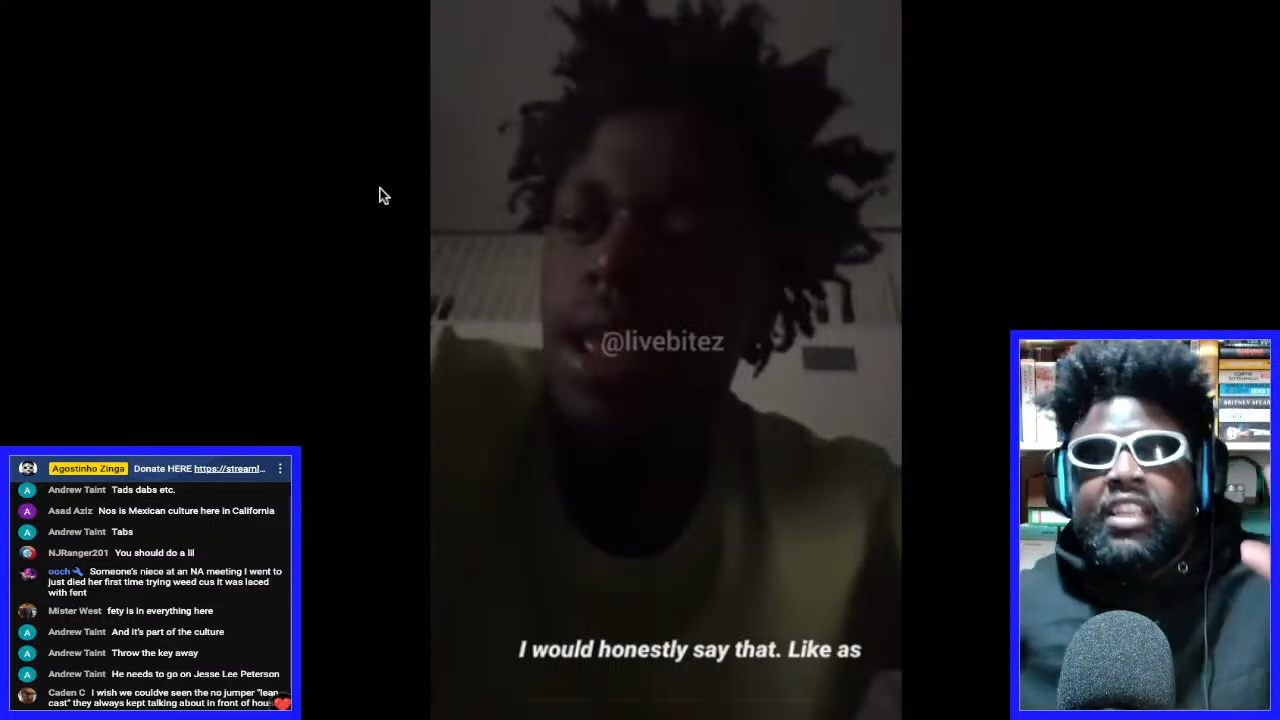 @livebitez
I would honestly say that. Like as
Agostinho Zinga Donate HERE https://streaml...
Andrew Taint Tads dabs etc.
Asad Aziz Nos is Mexican culture here in California
Andrew Taint Tabs
NJRanger201 You should do a lil
ooch Someone's niece at an NA meeting I went to
just died her first time trying weed cus it was laced
with fent
Mister West fety is in everything here
Andrew Taint And it's part of the culture
Andrew Taint Throw the key away
Andrew Taint He needs to go on Jesse Lee Peterson
Caden C I wish we couldve seen the no jumper "lean
cast" they always kept talking about in front of
BRITNEY SPEAR